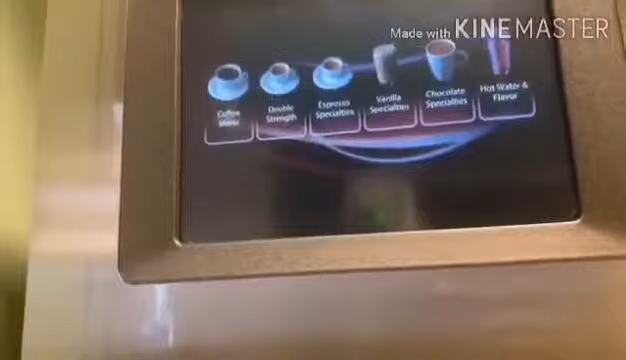 Made with KINEMASTER
Coffee
Menu
Double
Strength
Espresso
Specialties
Vanilla
Specialties
Chocolate
Specialties
Hot Water &
Flavor